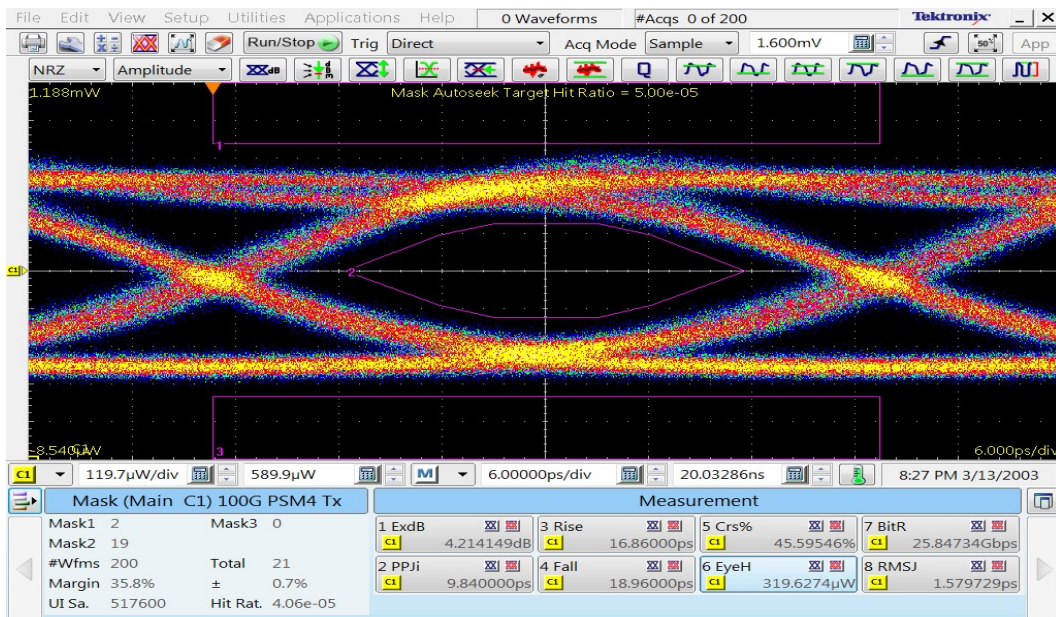 File Edit View Setup Utilities Applications Help 0 Waveforms #Acqs 0 of 200 Tektronix
Run/Stop Trig Direct Acq Mode Sample 1.600mV 50% App
NRZ Amplitude dB dBm Q
1.188mW Mask Autoseek Target Hit Ratio = 5.00e-05
1
C1 2
3
-8.540µW 6.000ps/div
C1 119.7µW/div 589.9µW M 6.00000ps/div 20.03286ns 8:27 PM 3/13/2003
Mask (Main C1) 100G PSM4 Tx
Mask1 2 Mask3 0
Mask2 19
#Wfms 200 Total 21
Margin 35.8% ± 0.7%
UI Sa. 517600 Hit Rat. 4.06e-05
Measurement
1 ExdB 3 Rise 5 Crs% 7 BitR
C1 4.214149dB C1 16.86000ps C1 45.59546% C1 25.84734Gbps
2 PPJi 4 Fall 6 EyeH 8 RMSJ
C1 9.840000ps C1 18.96000ps C1 319.6274µW C1 1.579729ps